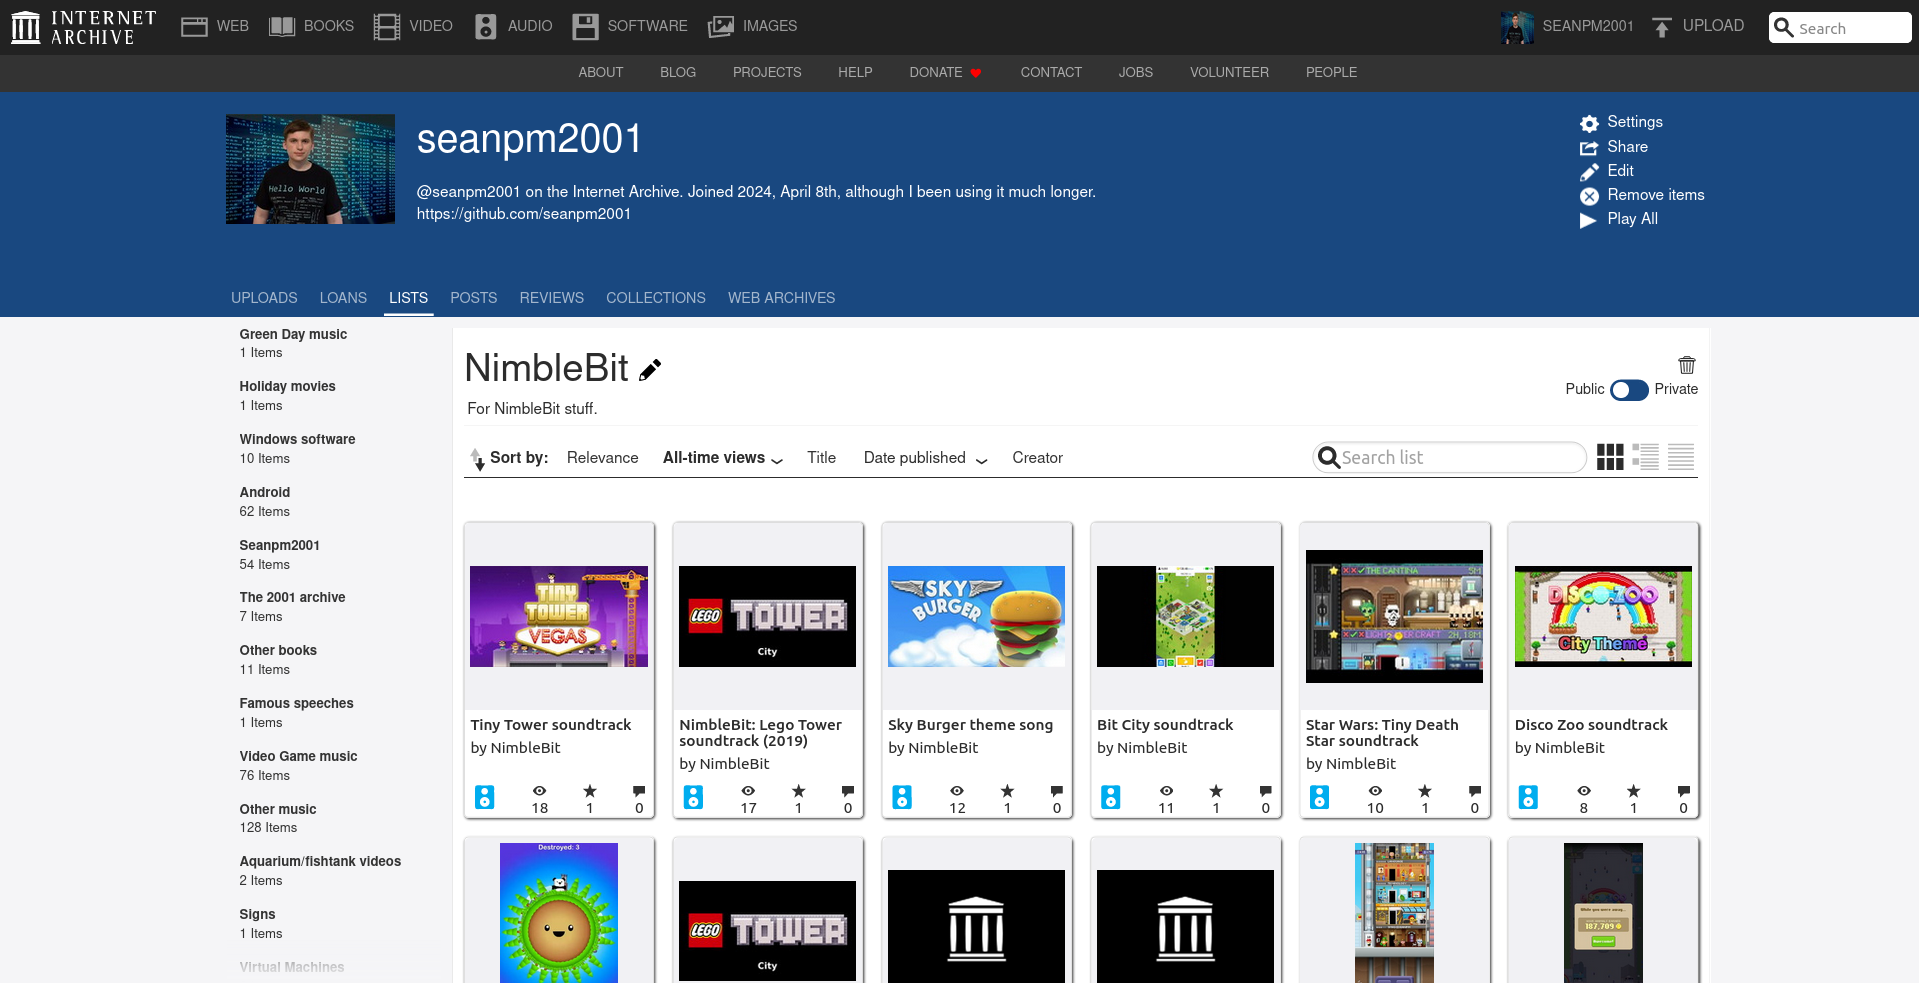 INTERNET ARCHIVE
WEB BOOKS VIDEO AUDIO SOFTWARE IMAGES
SEANPM2001 UPLOAD Search
ABOUT BLOG PROJECTS HELP DONATE CONTACT JOBS VOLUNTEER PEOPLE
Hello World
seanpm2001
@seanpm2001 on the Internet Archive. Joined 2024, April 8th, although I been using it much longer.
https://github.com/seanpm2001
Settings
Share
Edit
Remove items
Play All
UPLOADS LOANS LISTS POSTS REVIEWS COLLECTIONS WEB ARCHIVES
Green Day music
1 Items
Holiday movies
1 Items
Windows software
10 Items
Android
62 Items
Seanpm2001
54 Items
The 2001 archive
7 Items
Other books
11 Items
Famous speeches
1 Items
Video Game music
76 Items
Other music
128 Items
Aquarium/fishtank videos
2 Items
Signs
1 Items
Virtual Machines
NimbleBit
For NimbleBit stuff.
Public Private
Sort by: Relevance All-time views Title Date published Creator
Search list
TINY TOWER VEGAS
Tiny Tower soundtrack
by NimbleBit
18 1 0
LEGO TOWER
City
NimbleBit: Lego Tower
soundtrack (2019)
by NimbleBit
17 1 0
SKY BURGER
Sky Burger theme song
by NimbleBit
12 1 0
Bit City soundtrack
by NimbleBit
11 1 0
THE CANTINA 5M
2H, 18M
Star Wars: Tiny Death
Star soundtrack
by NimbleBit
10 1 0
DISCO ZOO
City Theme
Disco Zoo soundtrack
by NimbleBit
8 1 0
Destroyed: 3
LEGO TOWER
City
While you were away...
187,709